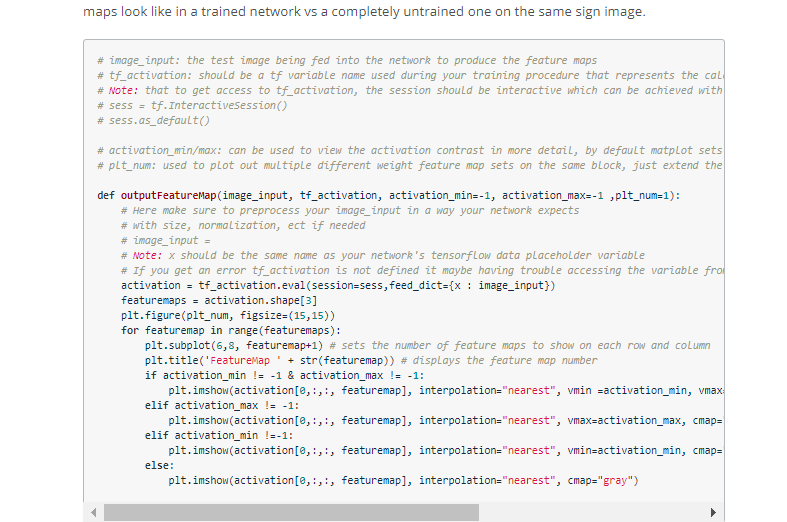 maps look like in a trained network vs a completely untrained one on the same sign image.
# image_input: the test image being fed into the network to produce the feature maps
# tf_activation: should be a tf variable name used during your training procedure that represents the
# Note: that to get access to tf_activation, the session should be interactive which can be achieved with
# sess = tf.InteractiveSession()
# sess.as_default()
# activation_min/max: can be used to view the activation contrast in more detail, by default matplot sets
# plt_num: used to plot out multiple different weight feature map sets on the same block, just extend the
def outputFeatureMap(image_input, tf_activation, activation_min=-1, activation_max=-1 ,plt_num=1):
    # Here make sure to preprocess your image_input in a way your network expects
    # with size, normalization, ect if needed
    # image_input =
    # Note: x should be the same name as your network's tensorflow data placeholder variable
    # If you get an error tf_activation is not defined it maybe having trouble accessing the variable
    activation = tf_activation.eval(session=sess,feed_dict={x : image_input})
    featuremaps = activation.shape[3]
    plt.figure(plt_num, figsize=(15,15))
    for featuremap in range(featuremaps):
        plt.subplot(6,8, featuremap+1) # sets the number of feature maps to show on each row and column
        plt.title('FeatureMap ' + str(featuremap)) # displays the feature map number
        if activation_min != -1 & activation_max != -1:
            plt.imshow(activation[0,:,:, featuremap], interpolation="nearest", vmin =activation_min, vmax=
        elif activation_max != -1:
            plt.imshow(activation[0,:,:, featuremap], interpolation="nearest", vmax=activation_max, cmap=
        elif activation_min !=-1:
            plt.imshow(activation[0,:,:, featuremap], interpolation="nearest", vmin=activation_min, cmap=
        else:
            plt.imshow(activation[0,:,:, featuremap], interpolation="nearest", cmap="gray")